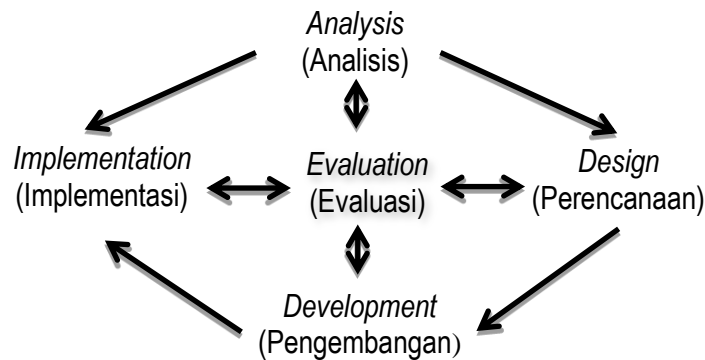 Analysis
(Analisis)
Implementation
(Implementasi)
Evaluation
(Evaluasi)
Design
(Perencanaan)
Development
(Pengembangan)